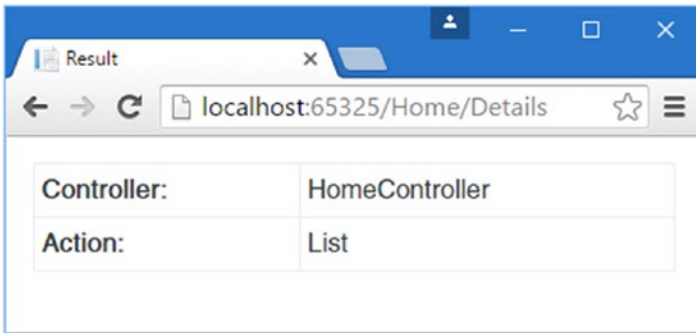 Result
localhost:65325/Home/Details
Controller: HomeController
Action: List